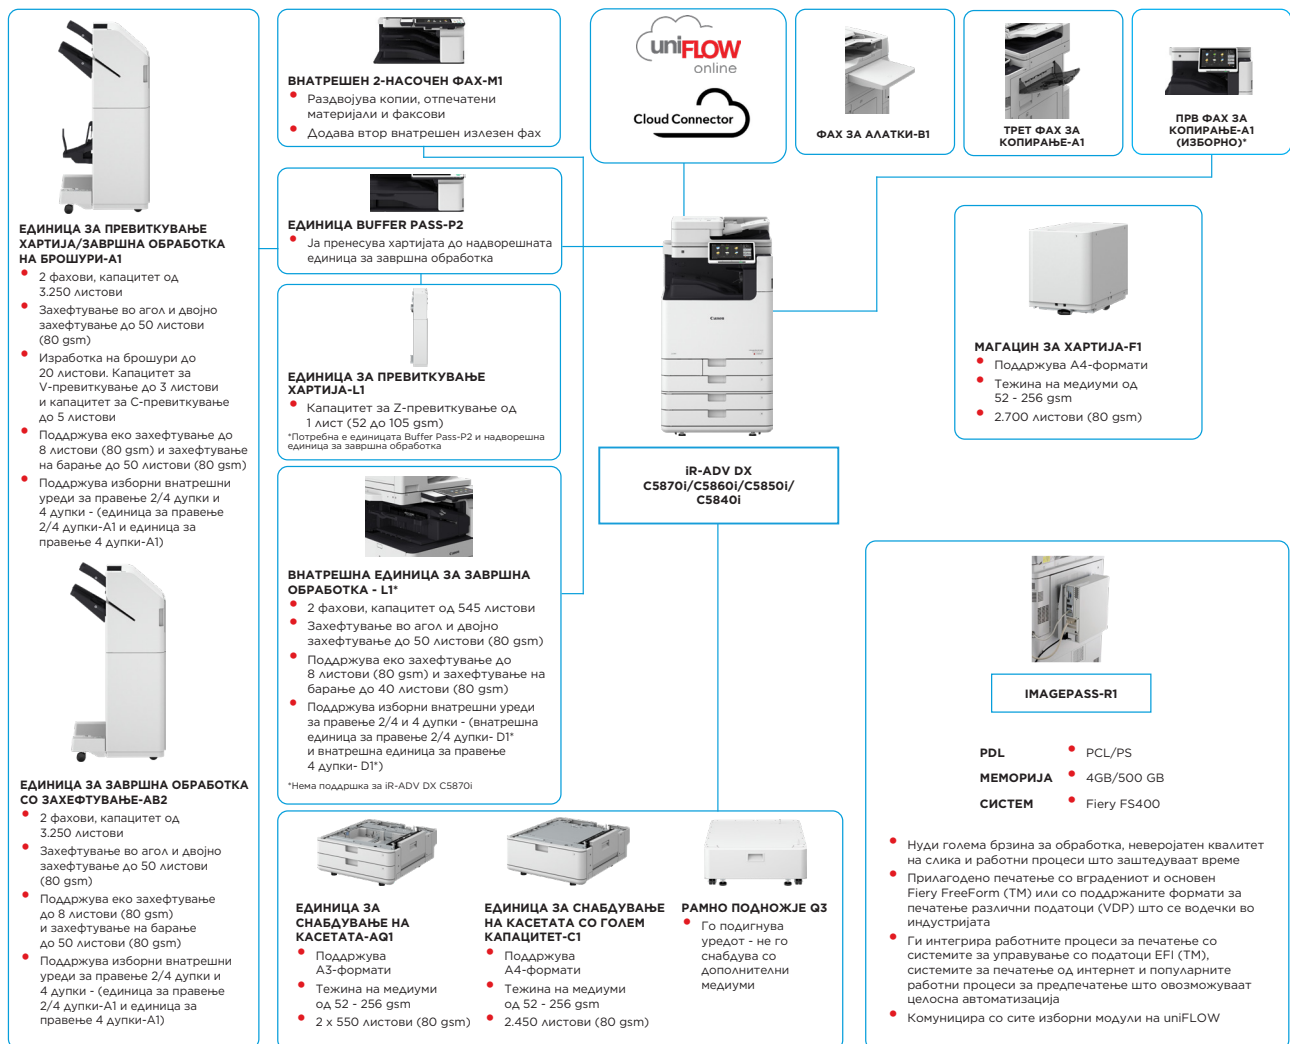 ЕДИНИЦА ЗА ПРЕВИТКУВАЊЕ
ХАРТИЈА/ЗАВРШНА ОБРАБОТКА
НА БРОШУРИ-A1
2 фахови, капацитет од
3.250 листови
Захефтување во агол и двојно
захефтување до 50 листови
(80 gsm)
Изработка на брошури до
20 листови. Капацитет за
V-превиткување до 3 листови
и капацитет за C-превиткување
до 5 листови
Поддржува еко захефтување до
8 листови (80 gsm) и захефтување
на барање до 50 листови (80 gsm)
Поддржува изборни внатрешни
уреди за правење 2/4 дупки и
4 дупки - (единица за правење
2/4 дупки-A1 и единица за
правење 4 дупки-A1)
ЕДИНИЦА ЗА ЗАВРШНА ОБРАБОТКА
СО ЗАХЕФТУВАЊЕ-AB2
2 фахови, капацитет од
3.250 листови
Захефтување во агол и двојно
захефтување до 50 листови
(80 gsm)
Поддржува еко захефтување
до 8 листови (80 gsm)
и захефтување на барање
до 50 листови (80 gsm)
Поддржува изборни внатрешни
уреди за правење 2/4 дупки и
4 дупки - (единица за правење
2/4 дупки-A1 и единица за
правење 4 дупки-A1)
ВНАТРЕШЕН 2-НАСОЧЕН ФАХ-M1
Раздвојува копии, отпечатени
материјали и факсови
Додава втор внатрешен излезен фах
ЕДИНИЦА BUFFER PASS-P2
Ја пренесува хартијата до надворешната
единица за завршна обработка
ЕДИНИЦА ЗА ПРЕВИТКУВАЊЕ
ХАРТИЈА-L1
Капацитет за Z-превиткување од
1 лист (52 до 105 gsm)
*Потребна е единицата Buffer Pass-P2 и надворешна
единица за завршна обработка
ВНАТРЕШНА ЕДИНИЦА ЗА ЗАВРШНА
ОБРАБОТКА - L1*
2 фахови, капацитет од 545 листови
Захефтување во агол и двојно
захефтување до 50 листови (80 gsm)
Поддржува еко захефтување до
8 листови (80 gsm) и захефтување на
барање до 40 листови (80 gsm)
Поддржува изборни внатрешни уреди
за правење 2/4 и 4 дупки - (внатрешна
единица за правење 2/4 дупки- D1*
и внатрешна единица за правење
4 дупки- D1*)
*Нема поддршка за iR-ADV DX C5870i
uniFLOW
online
Cloud Connector
ФАХ ЗА АЛАТКИ-B1
ТРЕТ ФАХ ЗА
КОПИРАЊЕ-A1
ПРВ ФАХ ЗА
КОПИРАЊЕ-A1
(ИЗБОРНО)*
Canon
iR-ADV DX
C5870i/C5860i/C5850i/
C5840i
МАГАЦИН ЗА ХАРТИЈА-F1
Поддржува A4-формати
Тежина на медиуми од
52 - 256 gsm
2.700 листови (80 gsm)
ЕДИНИЦА ЗА
СНАБДУВАЊЕ НА
КАСЕТАТА-AQ1
Поддржува
A3-формати
Тежина на медиуми
од 52 - 256 gsm
2 x 550 листови (80 gsm)
ЕДИНИЦА ЗА СНАБДУВАЊЕ
НА КАСЕТАТА СО ГОЛЕМ
КАПАЦИТЕТ-C1
Поддржува
A4-формати
Тежина на медиуми
од 52 - 256 gsm
2.450 листови (80 gsm)
РАМНО ПОДНОЖЈЕ Q3
Го подигнува
уредот - не го
снабдува со
дополнителни
медиуми
IMAGEPASS-R1
PDL PCL/PS
МЕМОРИЈА 4GB/500 GB
СИСТЕМ Fiery FS400
Нуди голема брзина за обработка, неверојатен квалитет
на слика и работни процеси што заштедуваат време
Прилагодено печатење со вградениот и основен
Fiery FreeForm (TM) или со поддржаните формати за
печатење различни податоци (VDP) што се водечки во
индустријата
Ги интегрира работните процеси за печатење со
системите за управување со податоци EFI (TM),
системите за печатење од интернет и популарните
работни процеси за предпечатење што овозможуваат
целосна автоматизација
Комуницира со сите изборни модули на uniFLOW